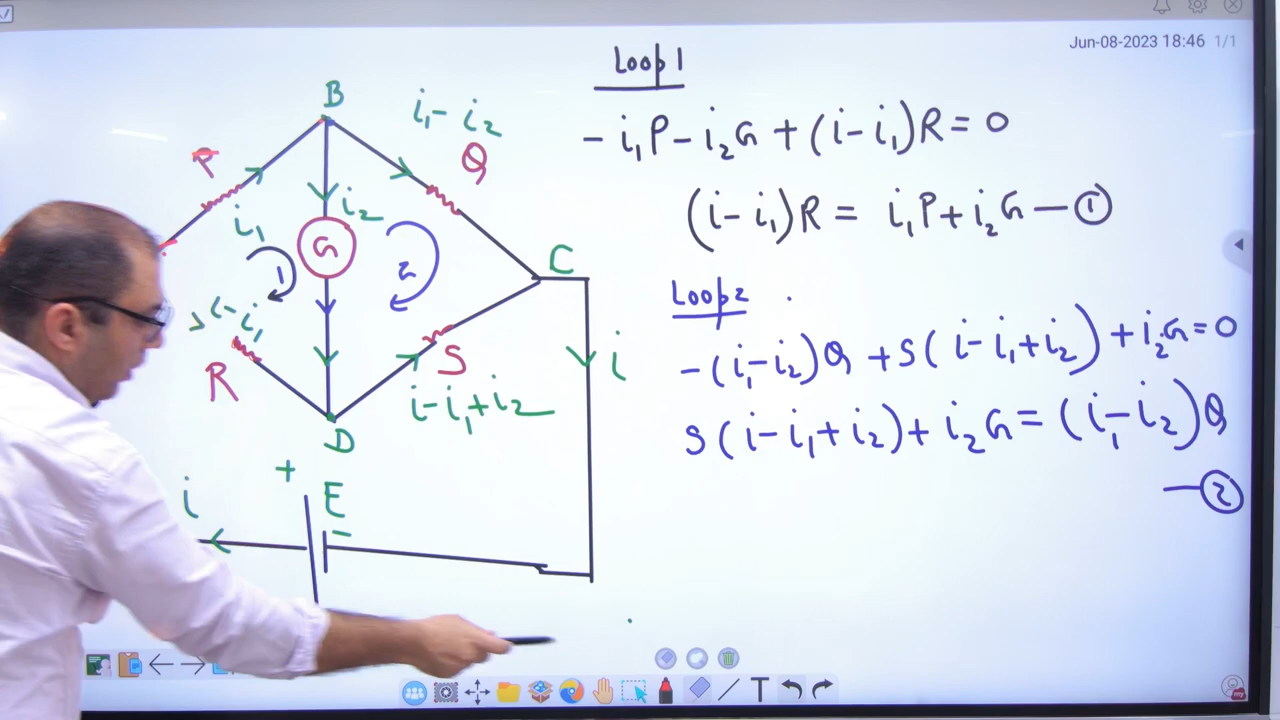 Jun-08-2023 18:46 1/1
Loop 1
- i₁P - i₂G + (i - i₁)R = 0
(i - i₁)R = i₁P + i₂G — ①
Loop 2
- (i₁ - i₂)Q + S(i - i₁ + i₂) + i₂G = 0
S(i - i₁ + i₂) + i₂G = (i₁ - i₂)Q
— ②
B
i₁ - i₂
P
Q
i₁
i₂
G
1
2
C
i - i₁
R
S
i
i - i₁ + i₂
D
+
E
-
i
T
my